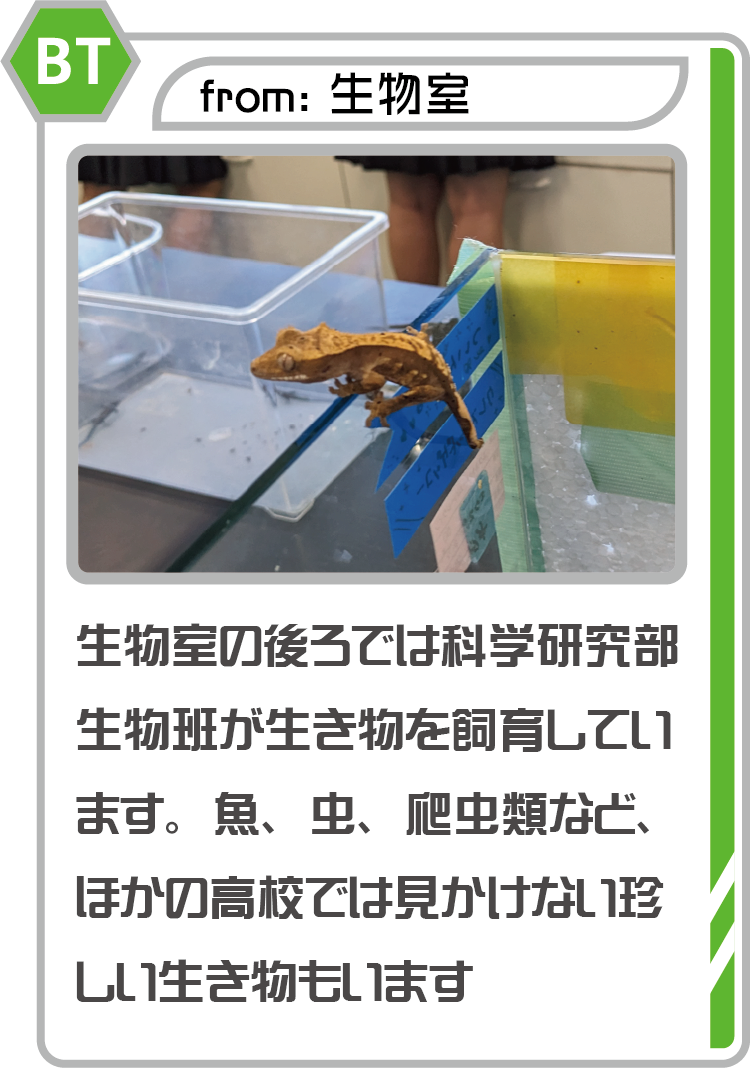 BT
from: 生物室
生物室の後ろでは科学研究部
生物班が生き物を飼育してい
ます。魚、虫、爬虫類など、
ほかの高校では見かけない珍
しい生き物もいます